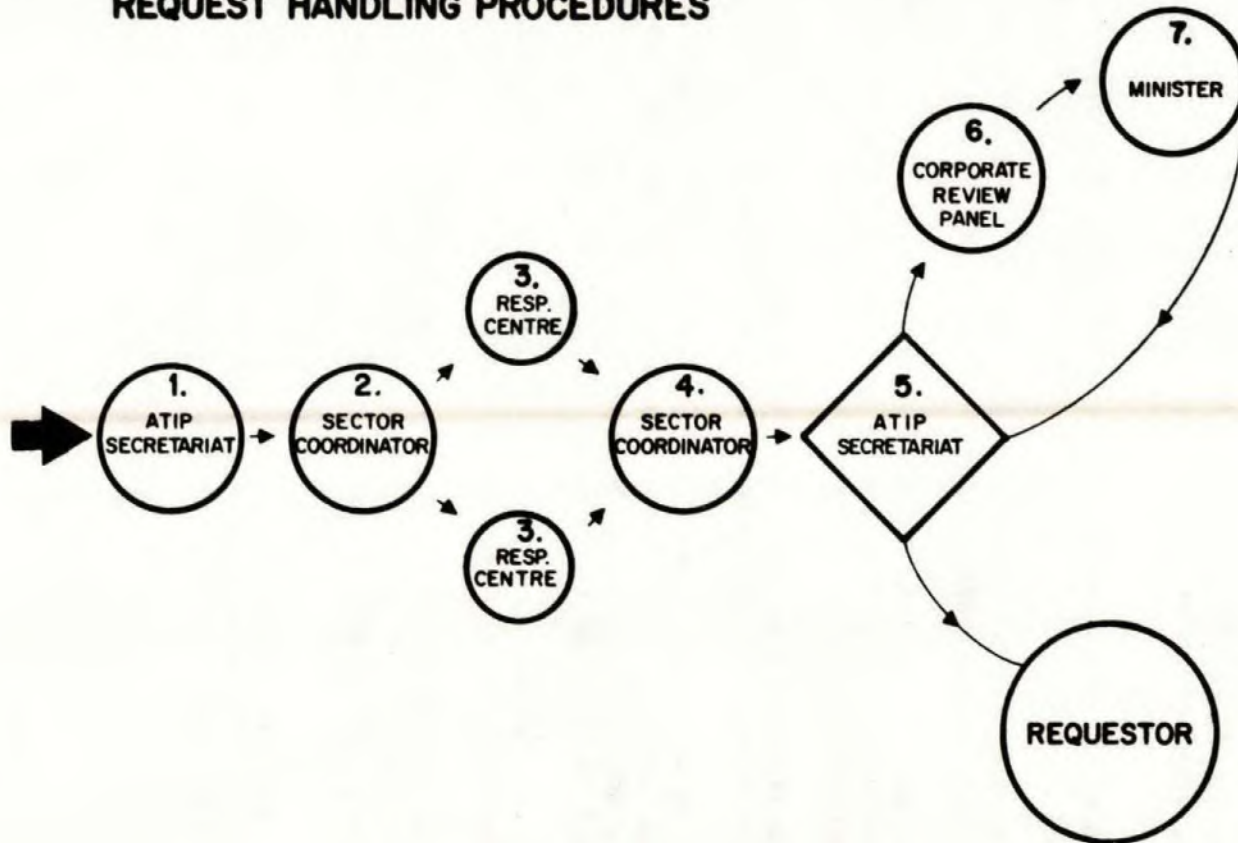 REQUEST HANDLING PROCEDURES
1.
ATIP
SECRETARIAT
2.
SECTOR
COORDINATOR
3.
RESP.
CENTRE
3.
RESP.
CENTRE
4.
SECTOR
COORDINATOR
5.
ATIP
SECRETARIAT
6.
CORPORATE
REVIEW
PANEL
7.
MINISTER
REQUESTOR